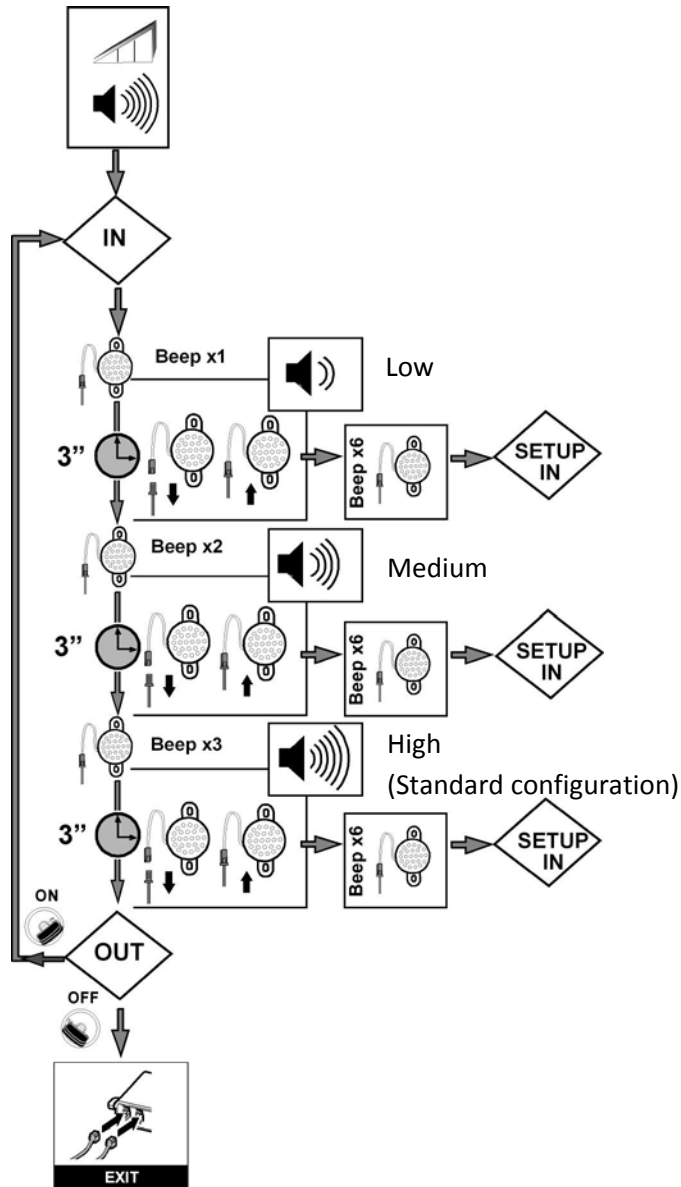 IN
Beep x1
Low
3”
Beep x6
SETUP
IN
Beep x2
Medium
3”
Beep x6
SETUP
IN
Beep x3
High
(Standard configuration)
3”
Beep x6
SETUP
IN
ON
OUT
OFF
EXIT